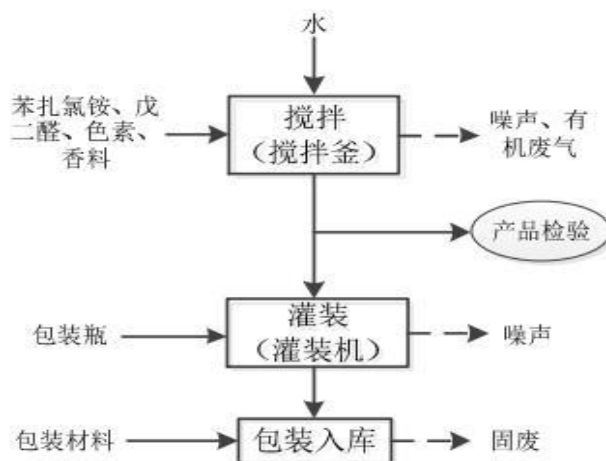 水
苯扎氯铵、戊
二醛、色素、
香料
搅拌
（搅拌釜）
噪声、有
机废气
产品检验
包装瓶
灌装
（灌装机）
噪声
包装材料
包装入库
固废